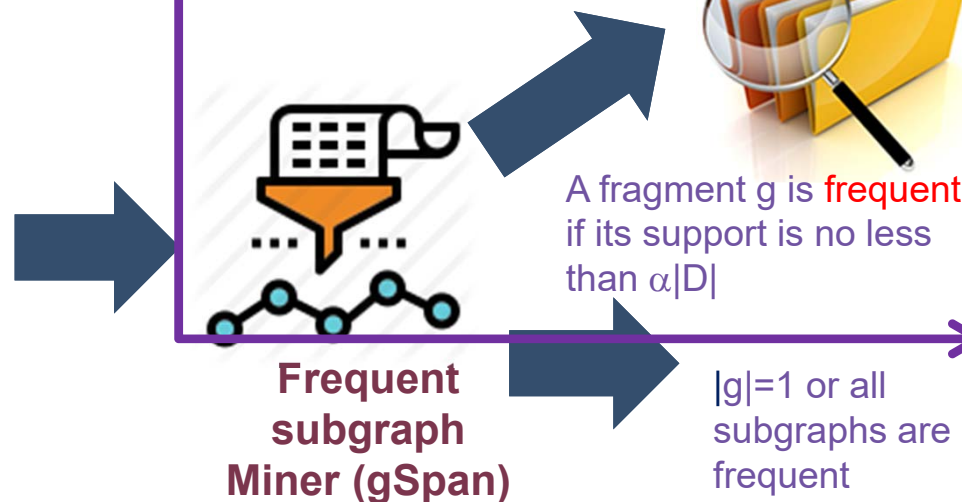 A fragment g is frequent
if its support is no less
than α|D|
Frequent
subgraph
Miner (gSpan)
|g|=1 or all
subgraphs are
frequent